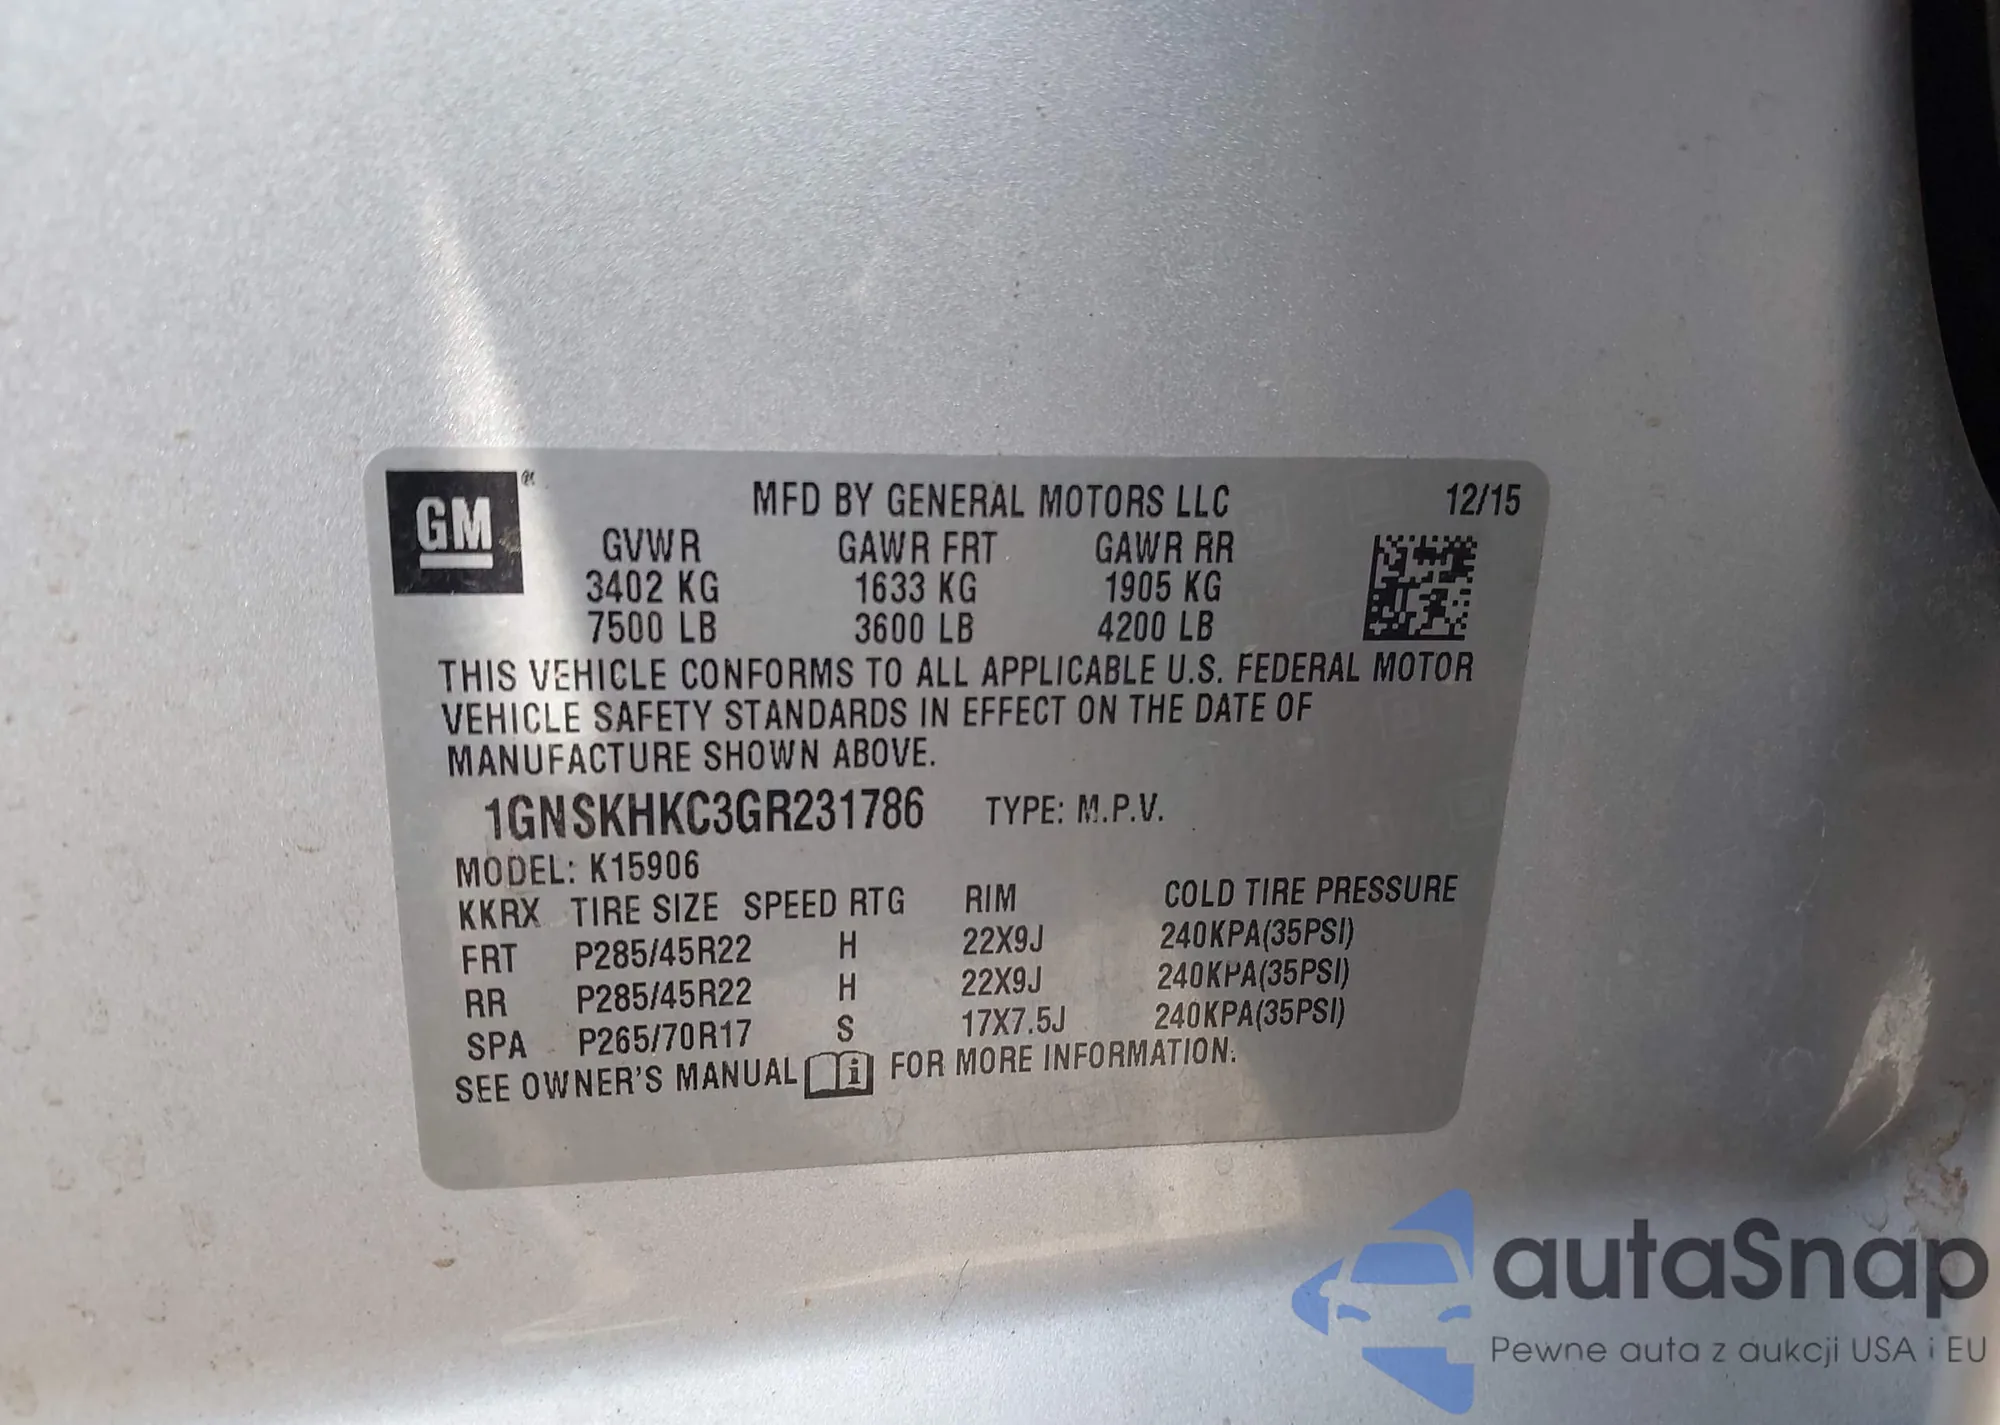 GM
MFD BY GENERAL MOTORS LLC 12/15
GVWR GAWR FRT GAWR RR
3402 KG 1633 KG 1905 KG
7500 LB 3600 LB 4200 LB
THIS VEHICLE CONFORMS TO ALL APPLICABLE U.S. FEDERAL MOTOR
VEHICLE SAFETY STANDARDS IN EFFECT ON THE DATE OF
MANUFACTURE SHOWN ABOVE.
1GNSKHKC3GR231786 TYPE: M.P.V.
MODEL: K15906
KKRX TIRE SIZE SPEED RTG RIM COLD TIRE PRESSURE
FRT P285/45R22 H 22X9J 240KPA(35PSI)
RR P285/45R22 H 22X9J 240KPA(35PSI)
SPA P265/70R17 S 17X7.5J 240KPA(35PSI)
SEE OWNER'S MANUAL i FOR MORE INFORMATION.
autaSnap
Pewne auta z aukcji USA i EU